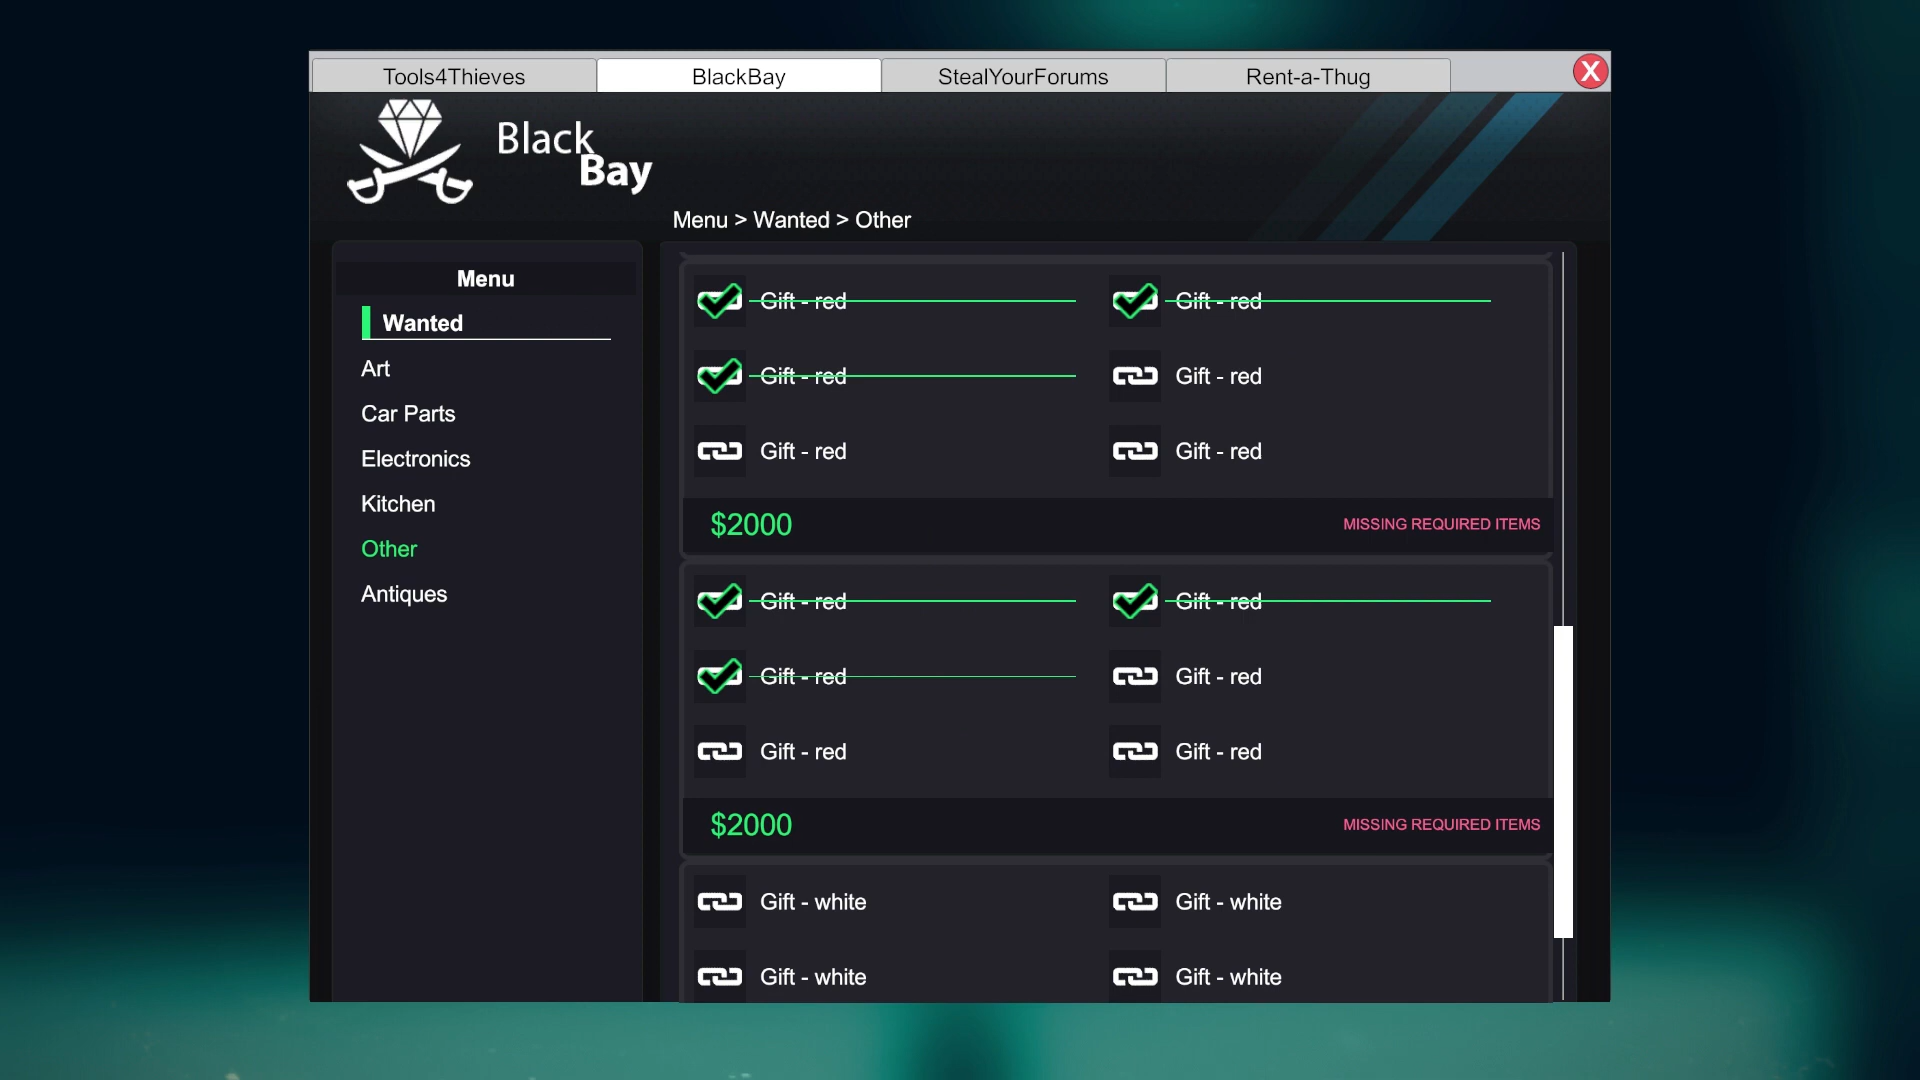 Tools4Thieves BlackBay StealYourForums Rent-a-Thug X
Black
Bay
Menu > Wanted > Other
Menu
Wanted
Art
Car Parts
Electronics
Kitchen
Other
Antiques
Gift - red Gift - red
Gift - red Gift - red
Gift - red Gift - red
$2000 MISSING REQUIRED ITEMS
Gift - red Gift - red
Gift - red Gift - red
Gift - red Gift - red
$2000 MISSING REQUIRED ITEMS
Gift - white Gift - white
Gift - white Gift - white